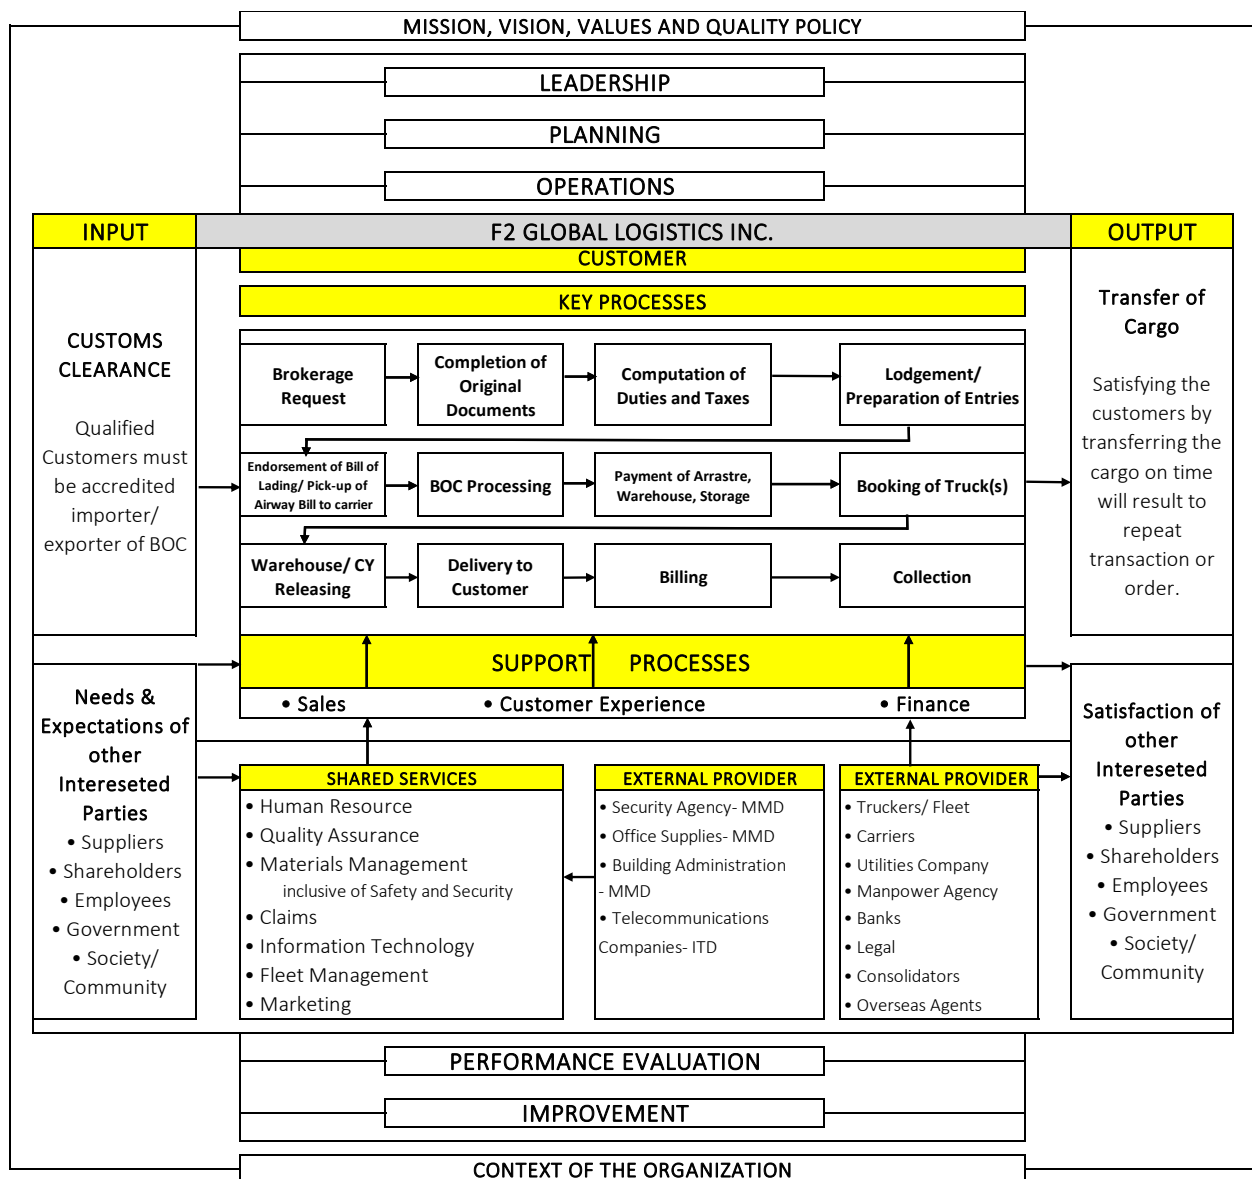 MISSION, VISION, VALUES AND QUALITY POLICY
LEADERSHIP
PLANNING
OPERATIONS
INPUT
F2 GLOBAL LOGISTICS INC.
OUTPUT
CUSTOMER
KEY PROCESSES
CUSTOMS
CLEARANCE
Qualified
Customers must
be accredited
importer/
exporter of BOC
Brokerage
Request
Completion of
Original
Documents
Computation of
Duties and Taxes
Lodgement/
Preparation of Entries
Endorsement of Bill of
Lading/ Pick-up of
Airway Bill to carrier
BOC Processing
Payment of Arrastre,
Warehouse, Storage
Booking of Truck(s)
Warehouse/ CY
Releasing
Delivery to
Customer
Billing
Collection
Transfer of
Cargo
Satisfying the
customers by
transferring the
cargo on time
will result to
repeat
transaction or
order.
SUPPORT PROCESSES
• Sales
• Customer Experience
• Finance
Needs &
Expectations of
other
Intereseted
Parties
• Suppliers
• Shareholders
• Employees
• Government
• Society/
Community
SHARED SERVICES
• Human Resource
• Quality Assurance
• Materials Management
inclusive of Safety and Security
• Claims
• Information Technology
• Fleet Management
• Marketing
EXTERNAL PROVIDER
• Security Agency- MMD
• Office Supplies- MMD
• Building Administration
- MMD
• Telecommunications
Companies- ITD
EXTERNAL PROVIDER
• Truckers/ Fleet
• Carriers
• Utilities Company
• Manpower Agency
• Banks
• Legal
• Consolidators
• Overseas Agents
Satisfaction of
other
Intereseted
Parties
• Suppliers
• Shareholders
• Employees
• Government
• Society/
Community
PERFORMANCE EVALUATION
IMPROVEMENT
CONTEXT OF THE ORGANIZATION